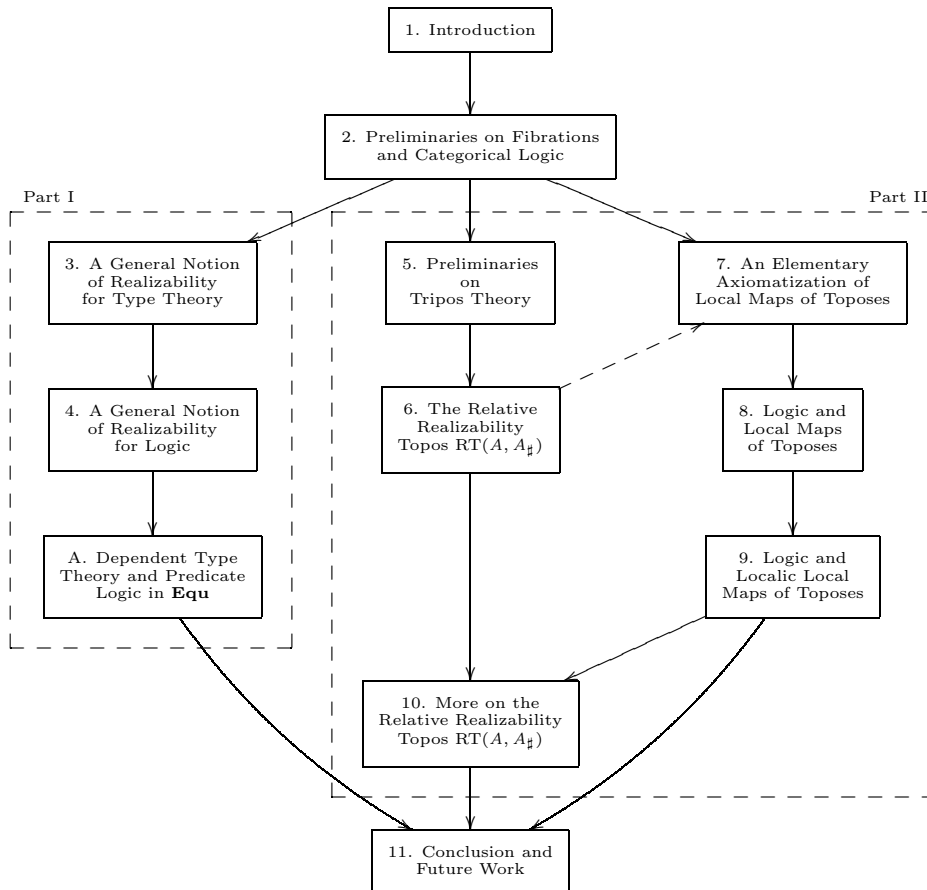 1. Introduction
2. Preliminaries on Fibrations
and Categorical Logic
Part I
Part II
3. A General Notion
of Realizability
for Type Theory
5. Preliminaries
on
Tripos Theory
7. An Elementary
Axiomatization of
Local Maps of Toposes
4. A General Notion
of Realizability
for Logic
6. The Relative
Realizability
Topos RT(A, A♯)
8. Logic and
Local Maps
of Toposes
A. Dependent Type
Theory and Predicate
Logic in Equ
9. Logic and
Localic Local
Maps of Toposes
10. More on the
Relative Realizability
Topos RT(A, A♯)
11. Conclusion and
Future Work